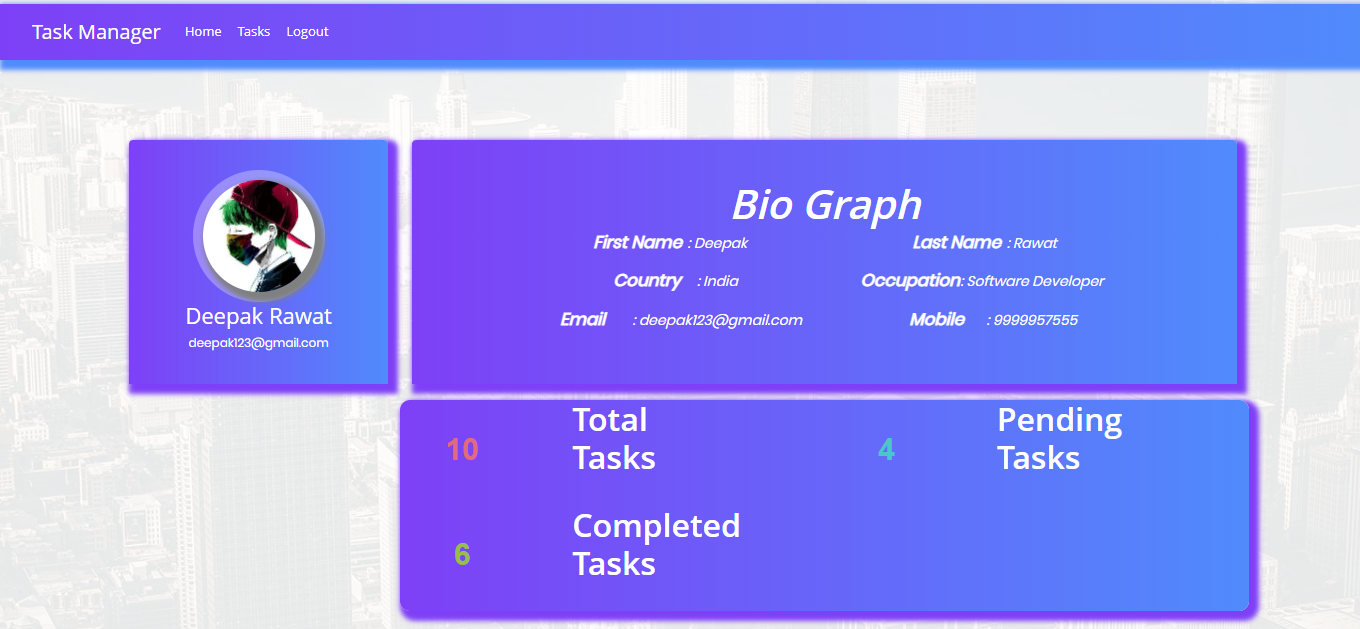 Task Manager Home Tasks Logout
Deepak Rawat
deepak123@gmail.com
Bio Graph
First Name : Deepak Last Name : Rawat
Country : India Occupation: Software Developer
Email : deepak123@gmail.com Mobile : 9999957555
10 Total Tasks
4 Pending Tasks
6 Completed Tasks